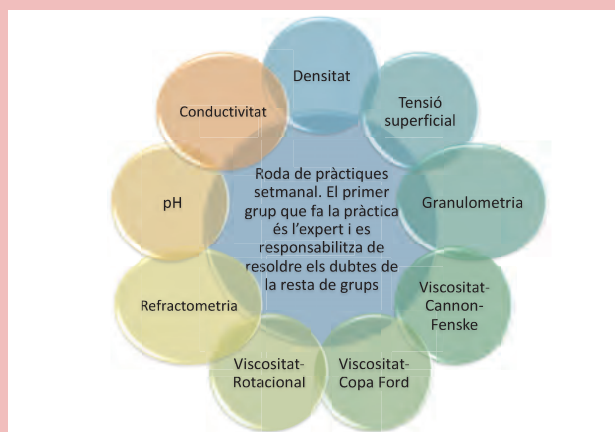 Densitat
Tensió
superficial
Granulometria
Viscositat-
Cannon-
Fenske
Viscositat-
Copa Ford
Viscositat-
Rotacional
Refractometria
pH
Conductivitat
Roda de pràctiques
setmanal. El primer
grup que fa la pràctica
és l'expert i es
responsabilitza de
resoldre els dubtes de
la resta de grups